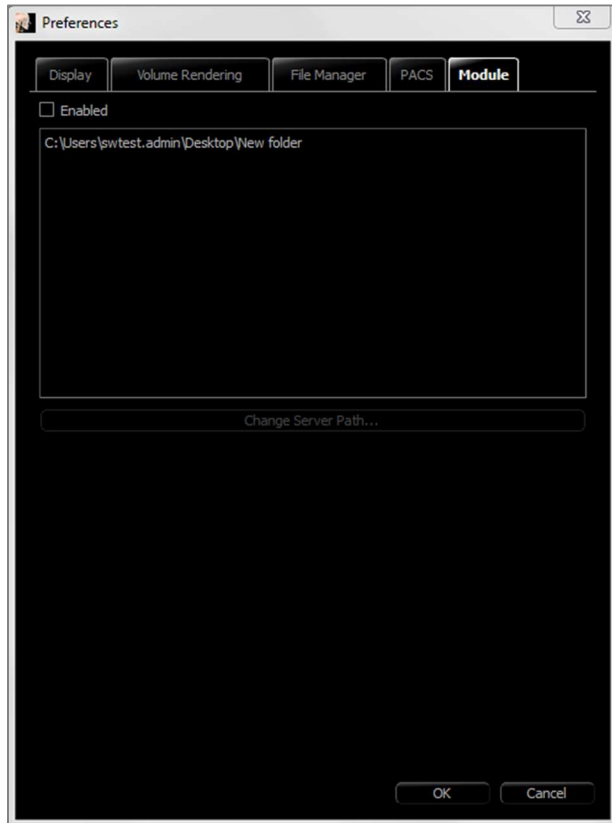 Preferences
Display Volume Rendering File Manager PACS Module
Enabled
C:\Users\swtest.admin\Desktop\New folder
Change Server Path...
OK Cancel